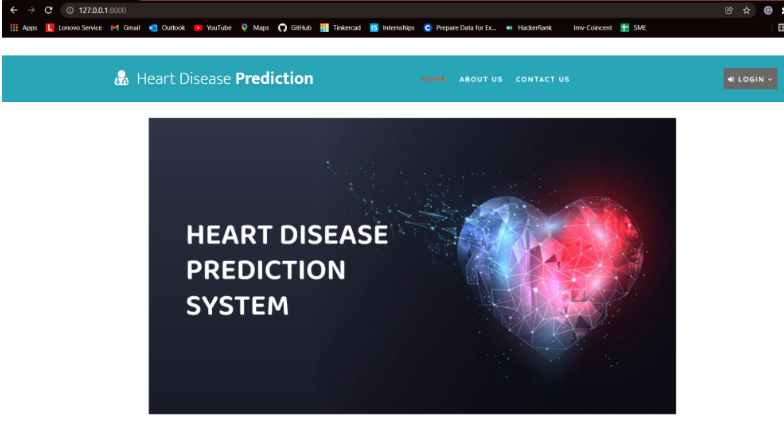 127.0.0.1:8000
Apps Lonovo Service Gmail Outlook YouTube Maps GitHub Tinkercad Internships Prepare Data for Ex... HackerRank Imv-Coincent SME
Heart Disease Prediction HOME ABOUT US CONTACT US LOGIN
HEART DISEASE
PREDICTION
SYSTEM